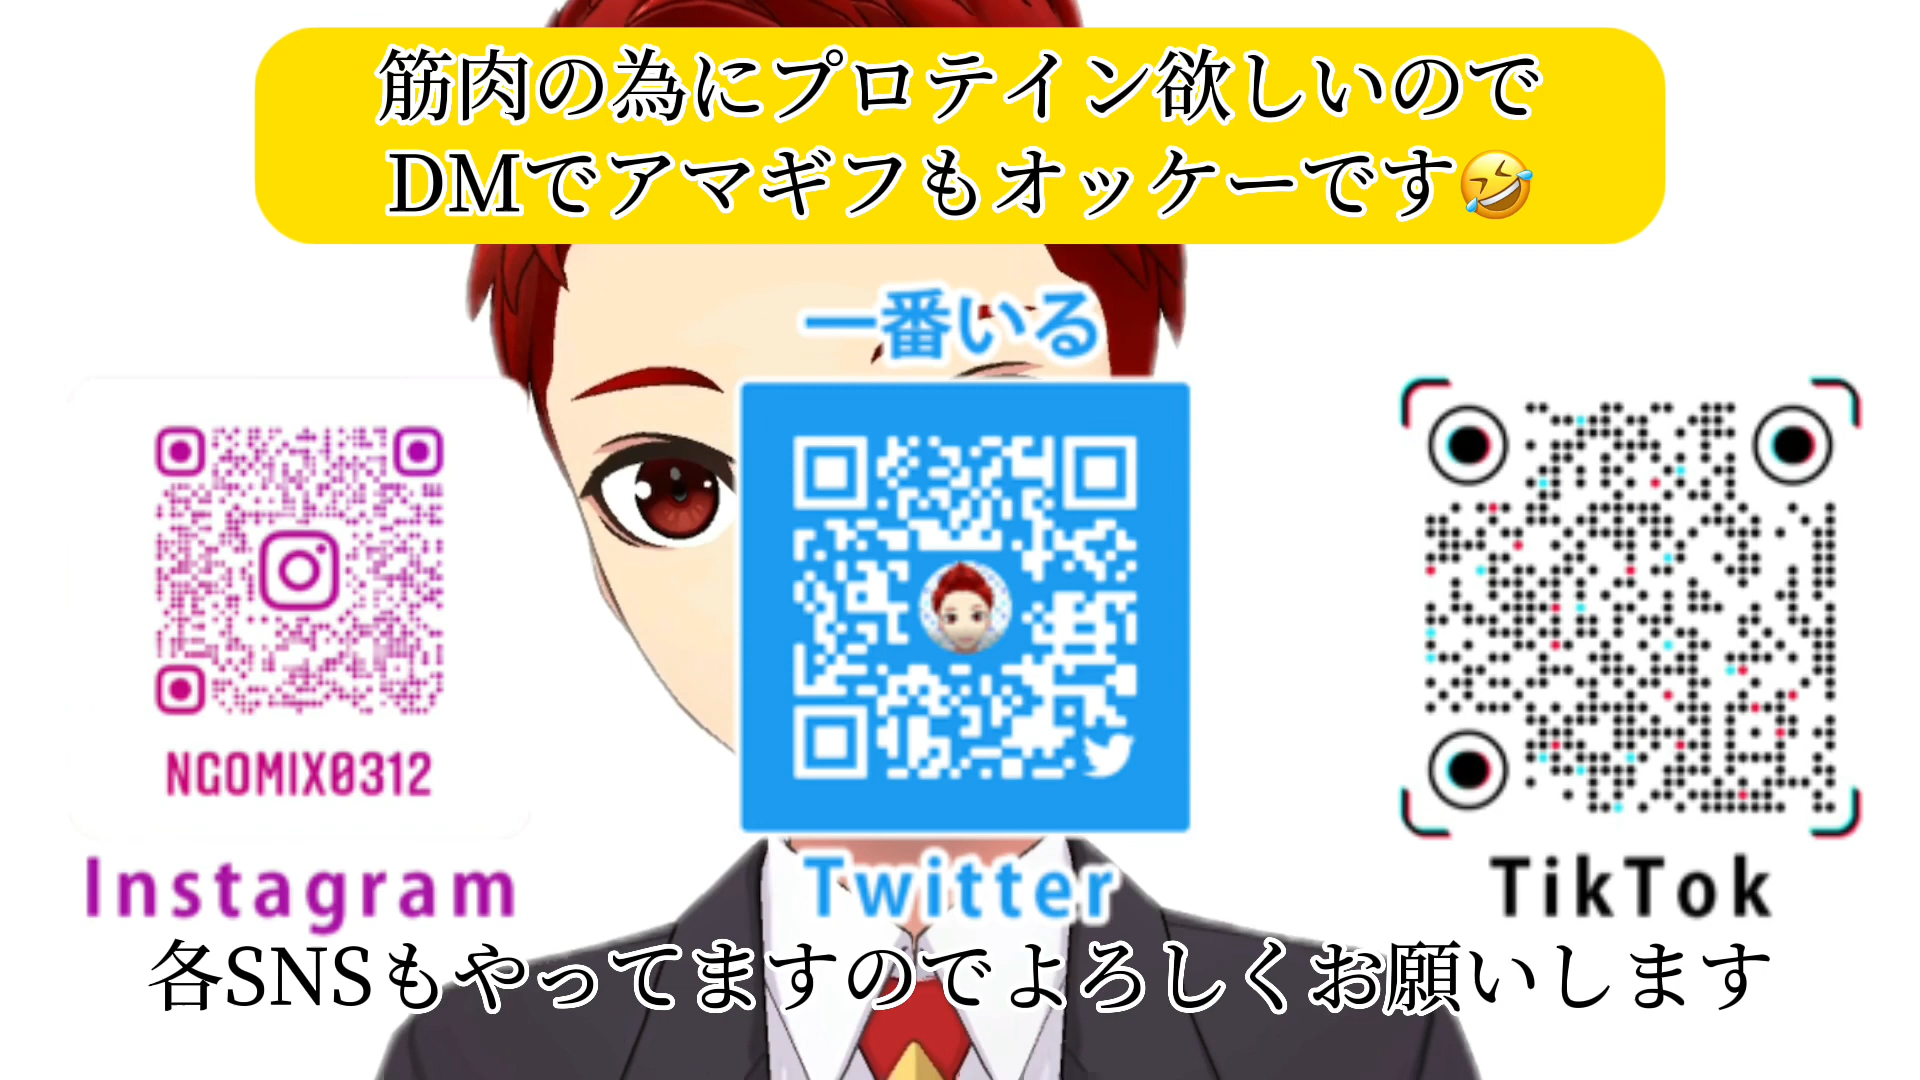 筋肉の為にプロテイン欲しいので
DMでアマギフもオッケーです🤣
一番いる
NGOMIX0312
Instagram
Twitter
TikTok
各SNSもやってますのでよろしくお願いします